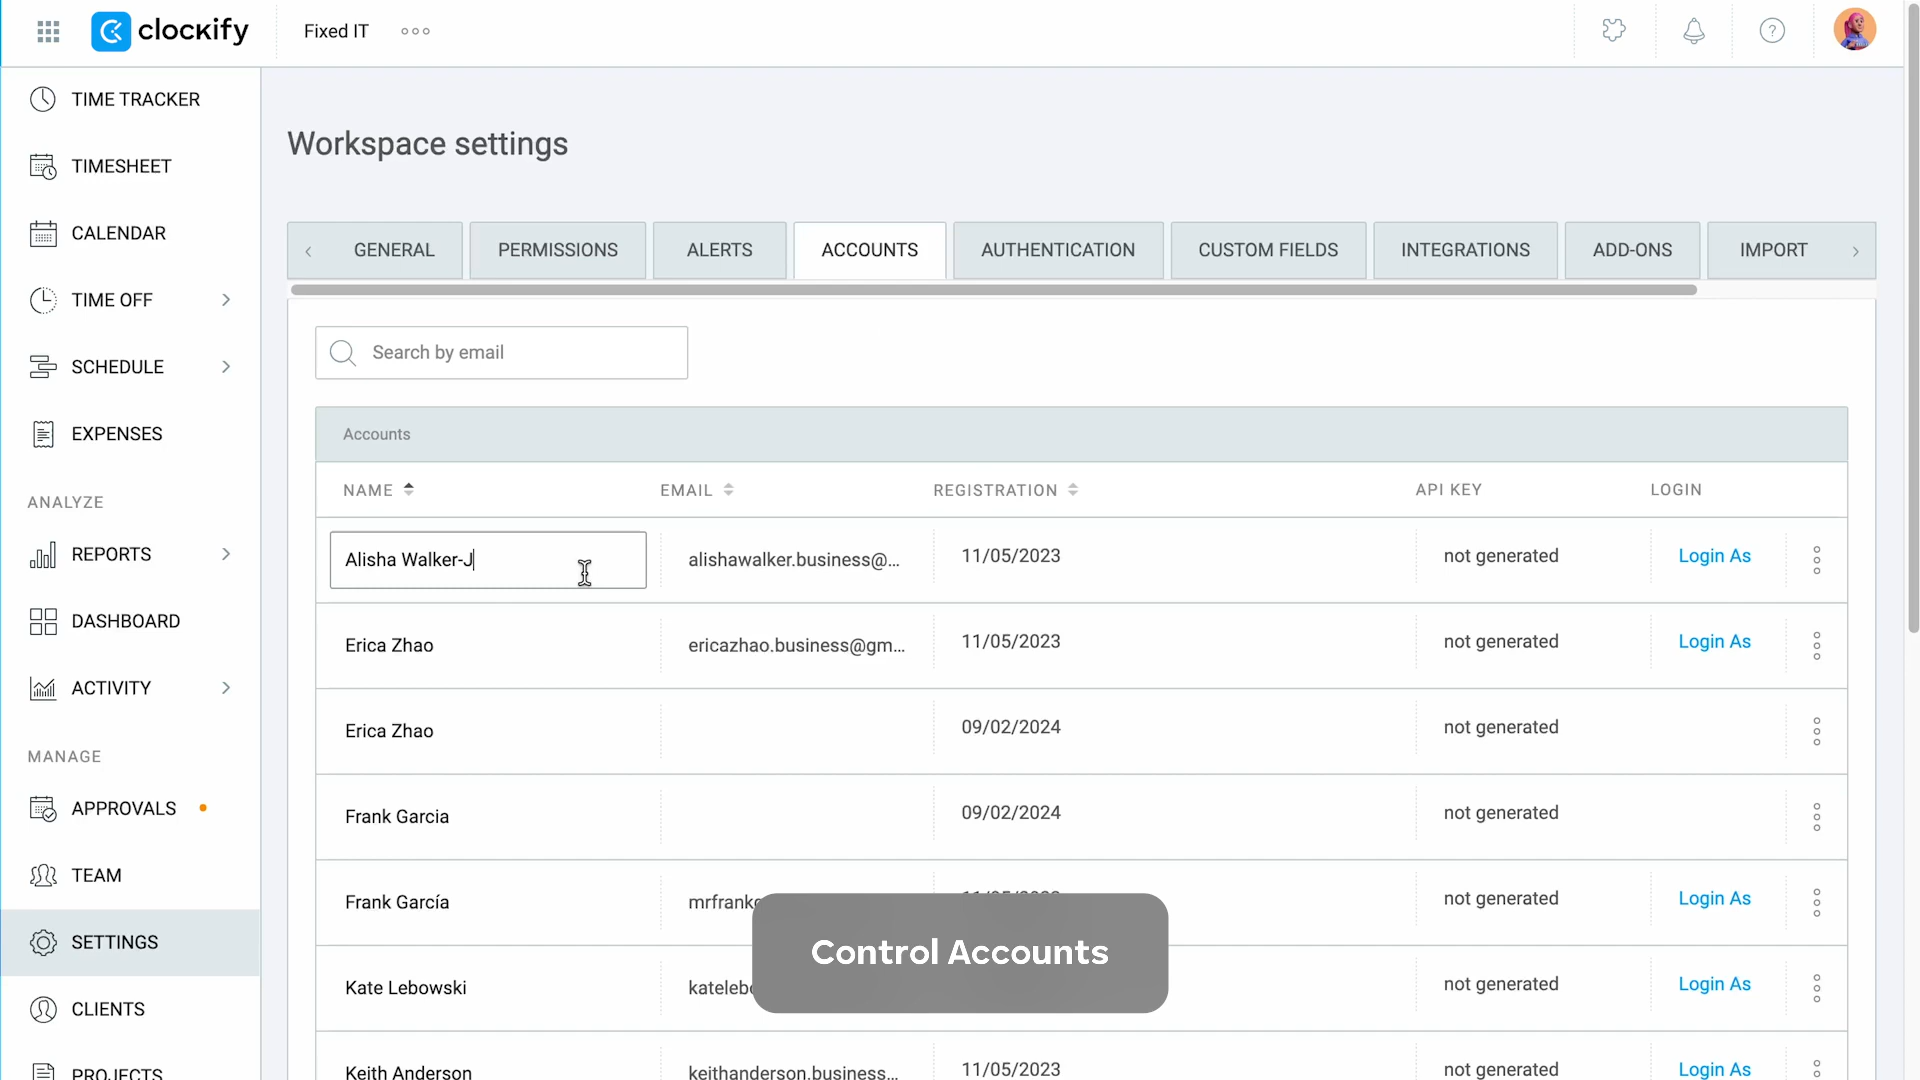 clockify
Fixed IT
TIME TRACKER
TIMESHEET
CALENDAR
TIME OFF
SCHEDULE
EXPENSES
ANALYZE
REPORTS
DASHBOARD
ACTIVITY
MANAGE
APPROVALS
TEAM
SETTINGS
CLIENTS
PROJECTS
Workspace settings
GENERAL PERMISSIONS ALERTS ACCOUNTS AUTHENTICATION CUSTOM FIELDS INTEGRATIONS ADD-ONS IMPORT
Search by email
Accounts
NAME EMAIL REGISTRATION API KEY LOGIN
Alisha Walker-J alishawalker.business@... 11/05/2023 not generated Login As
Erica Zhao ericazhao.business@gm... 11/05/2023 not generated Login As
Erica Zhao 09/02/2024 not generated
Frank Garcia 09/02/2024 not generated
Frank García not generated Login As
Kate Lebowski not generated Login As
Keith Anderson keithanderson.business... 11/05/2023 not generated Login As
Control Accounts